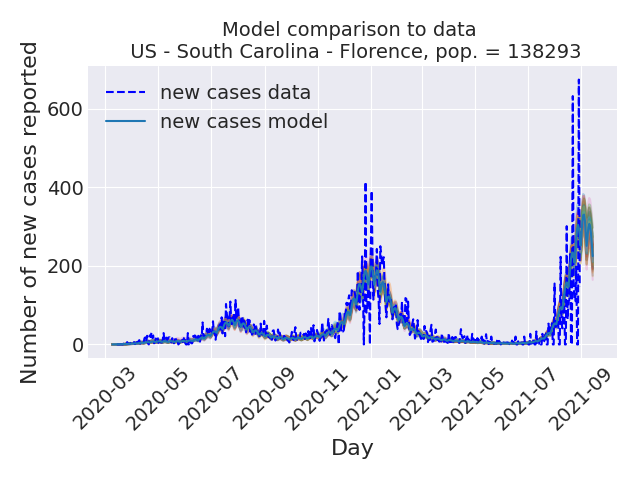 Model comparison to data
US - South Carolina - Florence, pop. = 138293
Number of new cases reported
new cases data
new cases model
600
400
200
0
2020-03
2020-05
2020-07
2020-09
2020-11
2021-01
2021-03
2021-05
2021-07
2021-09
Day